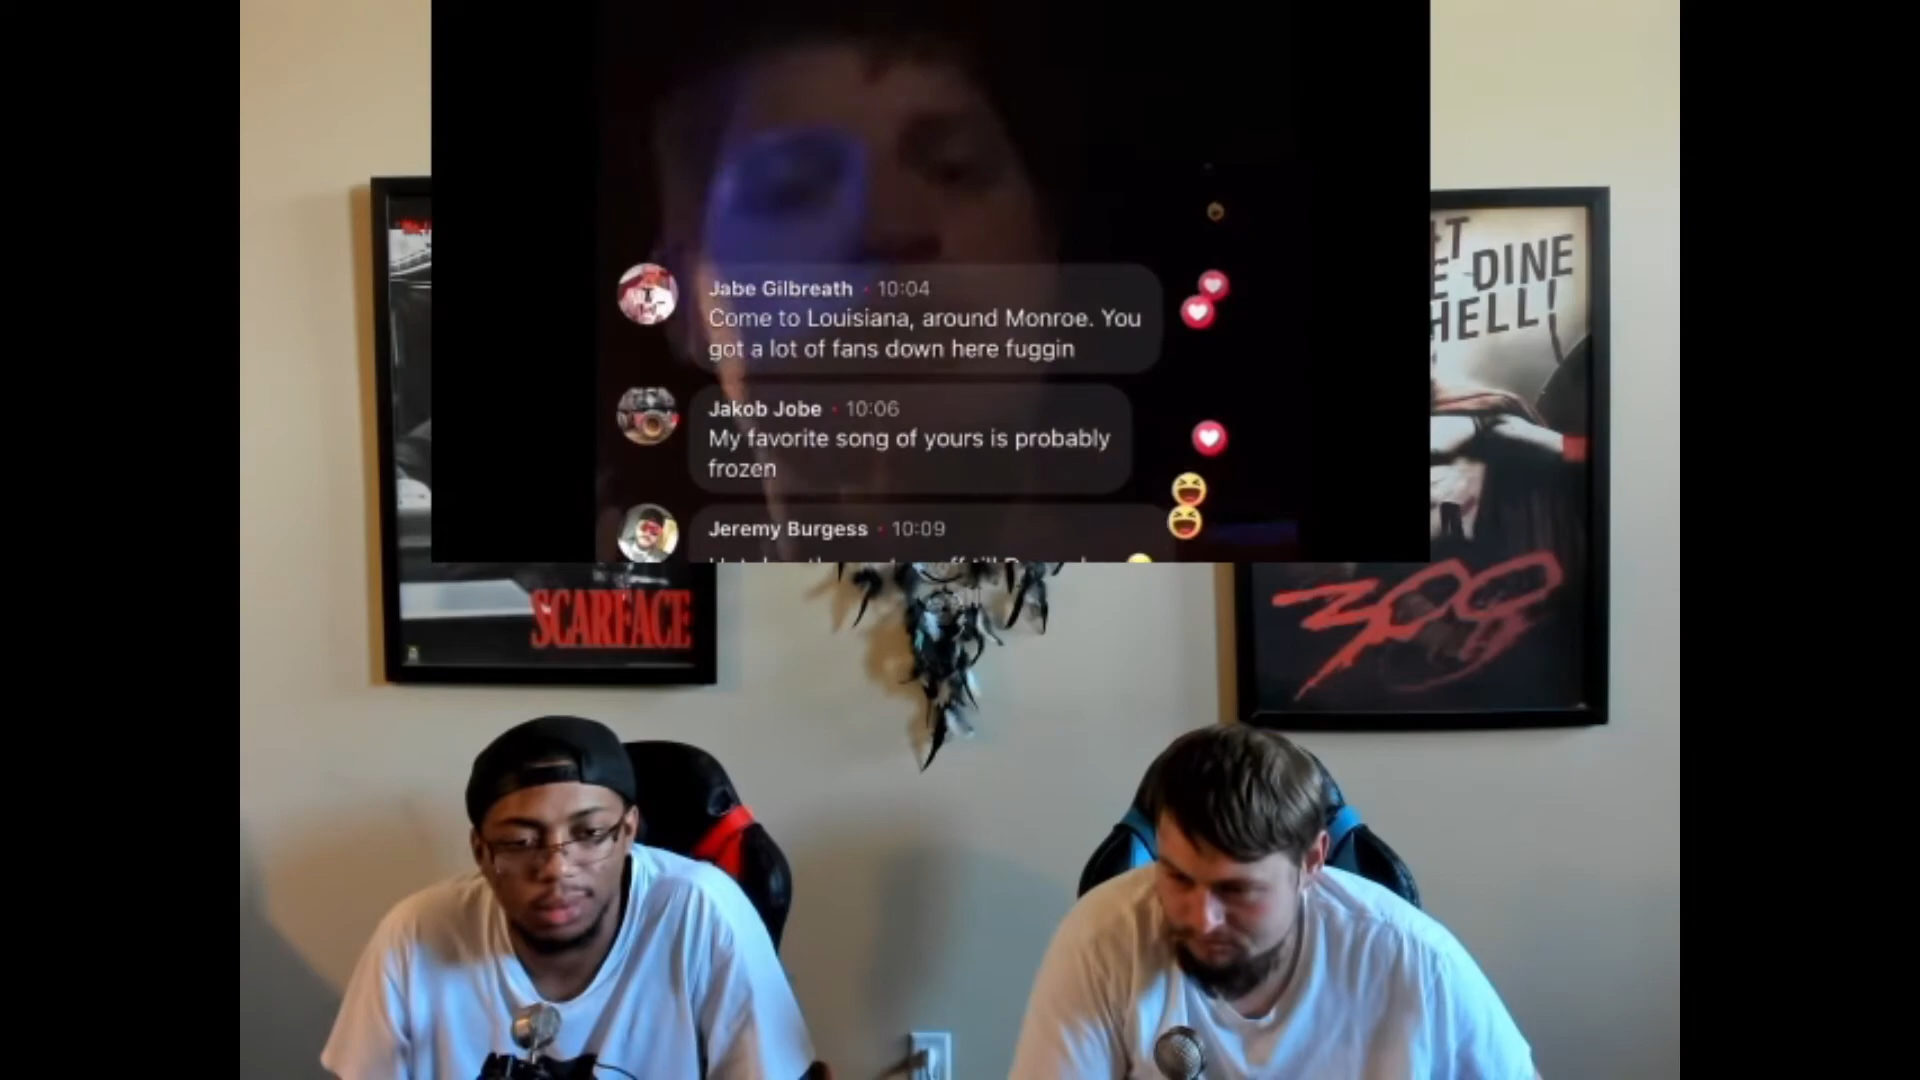 Jabe Gilbreath • 10:04
Come to Louisiana, around Monroe. You
got a lot of fans down here fuggin
Jakob Jobe • 10:06
My favorite song of yours is probably
frozen
Jeremy Burgess • 10:09
DINE
HELL!
SCARFACE
300